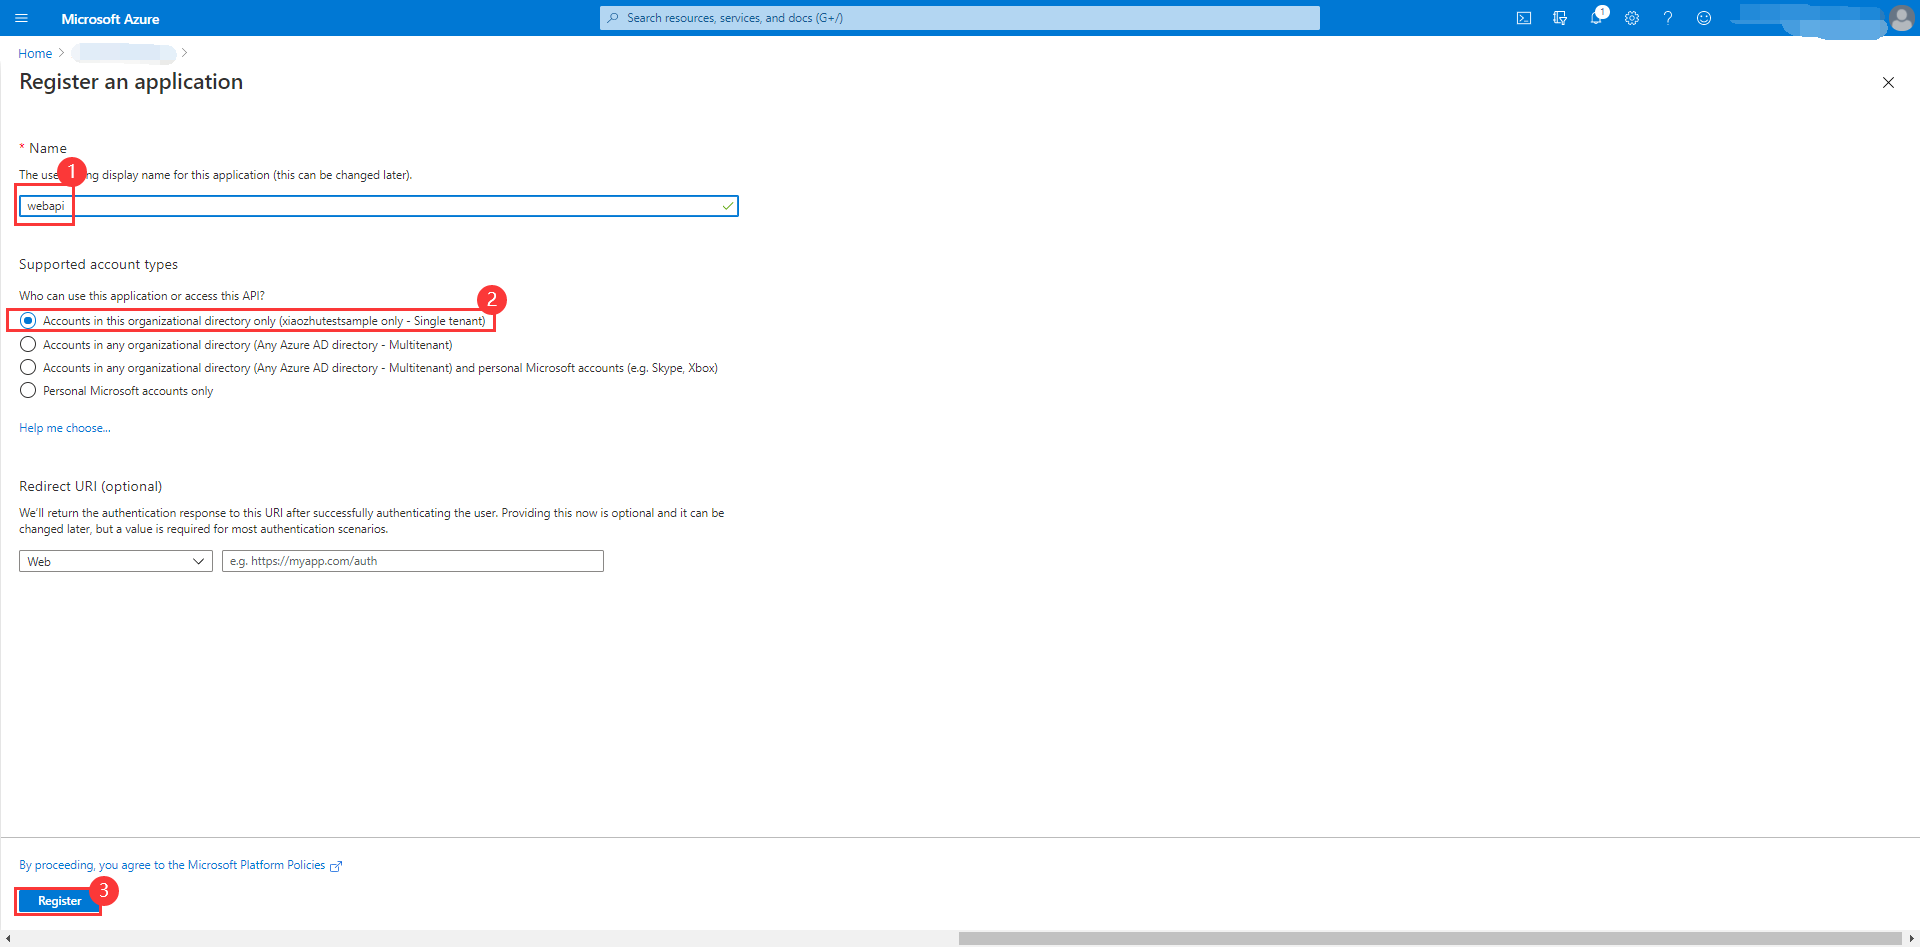 Microsoft Azure
Search resources, services, and docs (G+/)
1
Home
Register an application
* Name
1
The use ng display name for this application (this can be changed later).
webapi
Supported account types
Who can use this application or access this API?
2
Accounts in this organizational directory only (xiaozhutestsample only - Single tenant)
Accounts in any organizational directory (Any Azure AD directory - Multitenant)
Accounts in any organizational directory (Any Azure AD directory - Multitenant) and personal Microsoft accounts (e.g. Skype, Xbox)
Personal Microsoft accounts only
Help me choose...
Redirect URI (optional)
We'll return the authentication response to this URI after successfully authenticating the user. Providing this now is optional and it can be
changed later, but a value is required for most authentication scenarios.
Web
e.g. https://myapp.com/auth
By proceeding, you agree to the Microsoft Platform Policies
Register
3